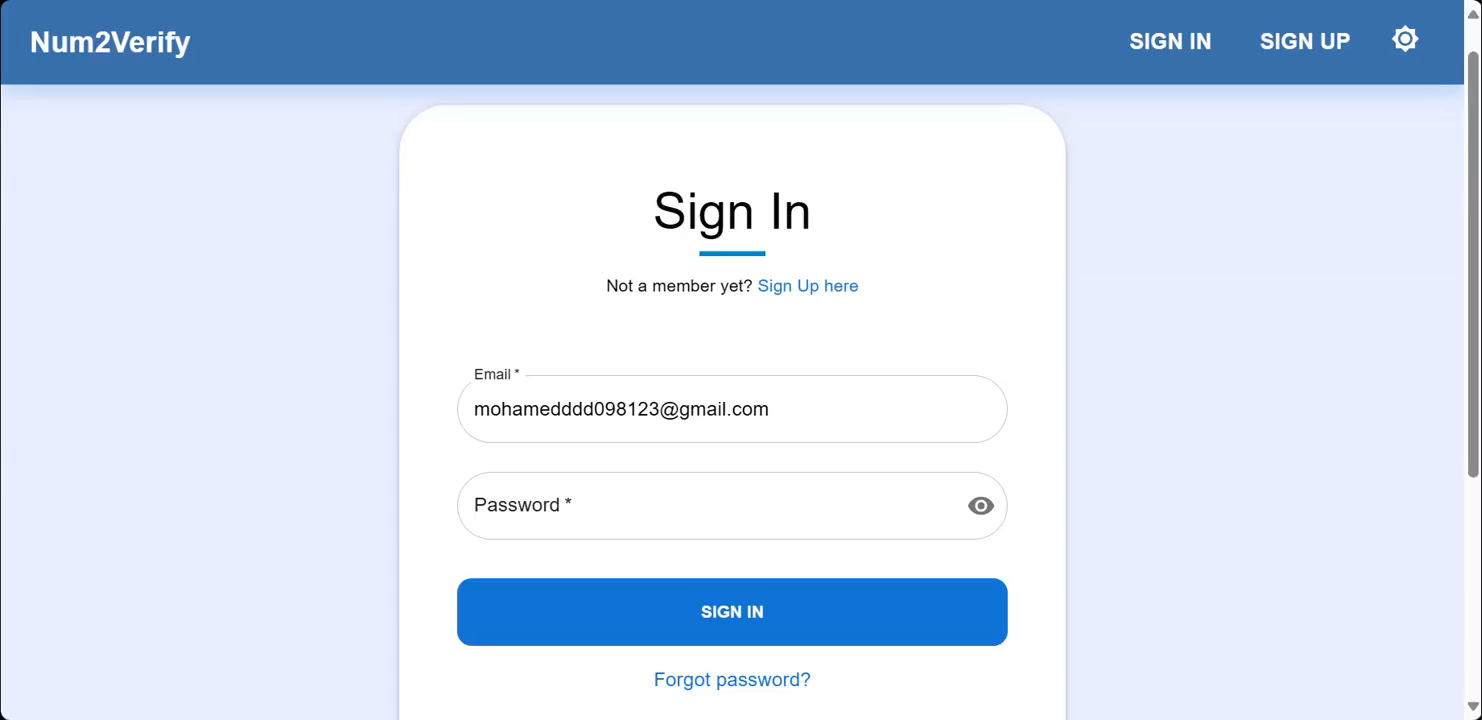 Num2Verify
SIGN IN
SIGN UP
Sign In
Not a member yet? Sign Up here
Email *
mohamedddd098123@gmail.com
Password *
SIGN IN
Forgot password?